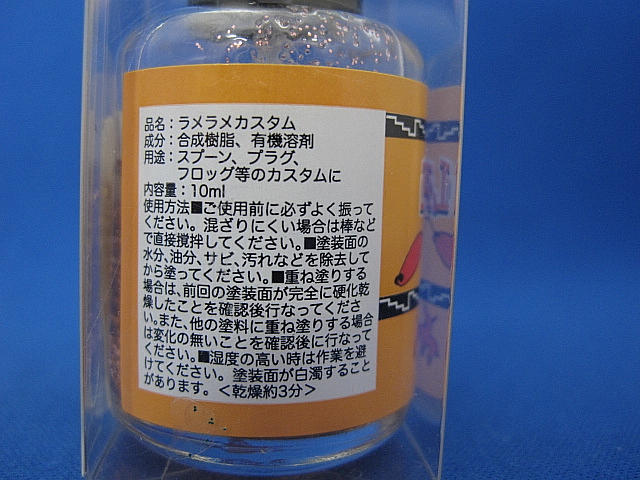 品名：ラメラメカスタム
成分：合成樹脂、有機溶剤
用途：スプーン、プラグ、
フロッグ等のカスタムに
内容量：10ml
使用方法■ご使用前に必ずよく振って
ください。混ざりにくい場合は棒など
で直接撹拌してください。■塗装面の
水分、油分、サビ、汚れなどを除去して
から塗ってください。■重ね塗りする
場合は、前回の塗装面が完全に硬化乾
燥したことを確認後行なってくださ
い。また、他の塗料に重ね塗りする場合
は変化の無いことを確認後に行なって
ください。■湿度の高い時は作業を避
けてください。塗装面が白濁すること
があります。＜乾燥約3分＞